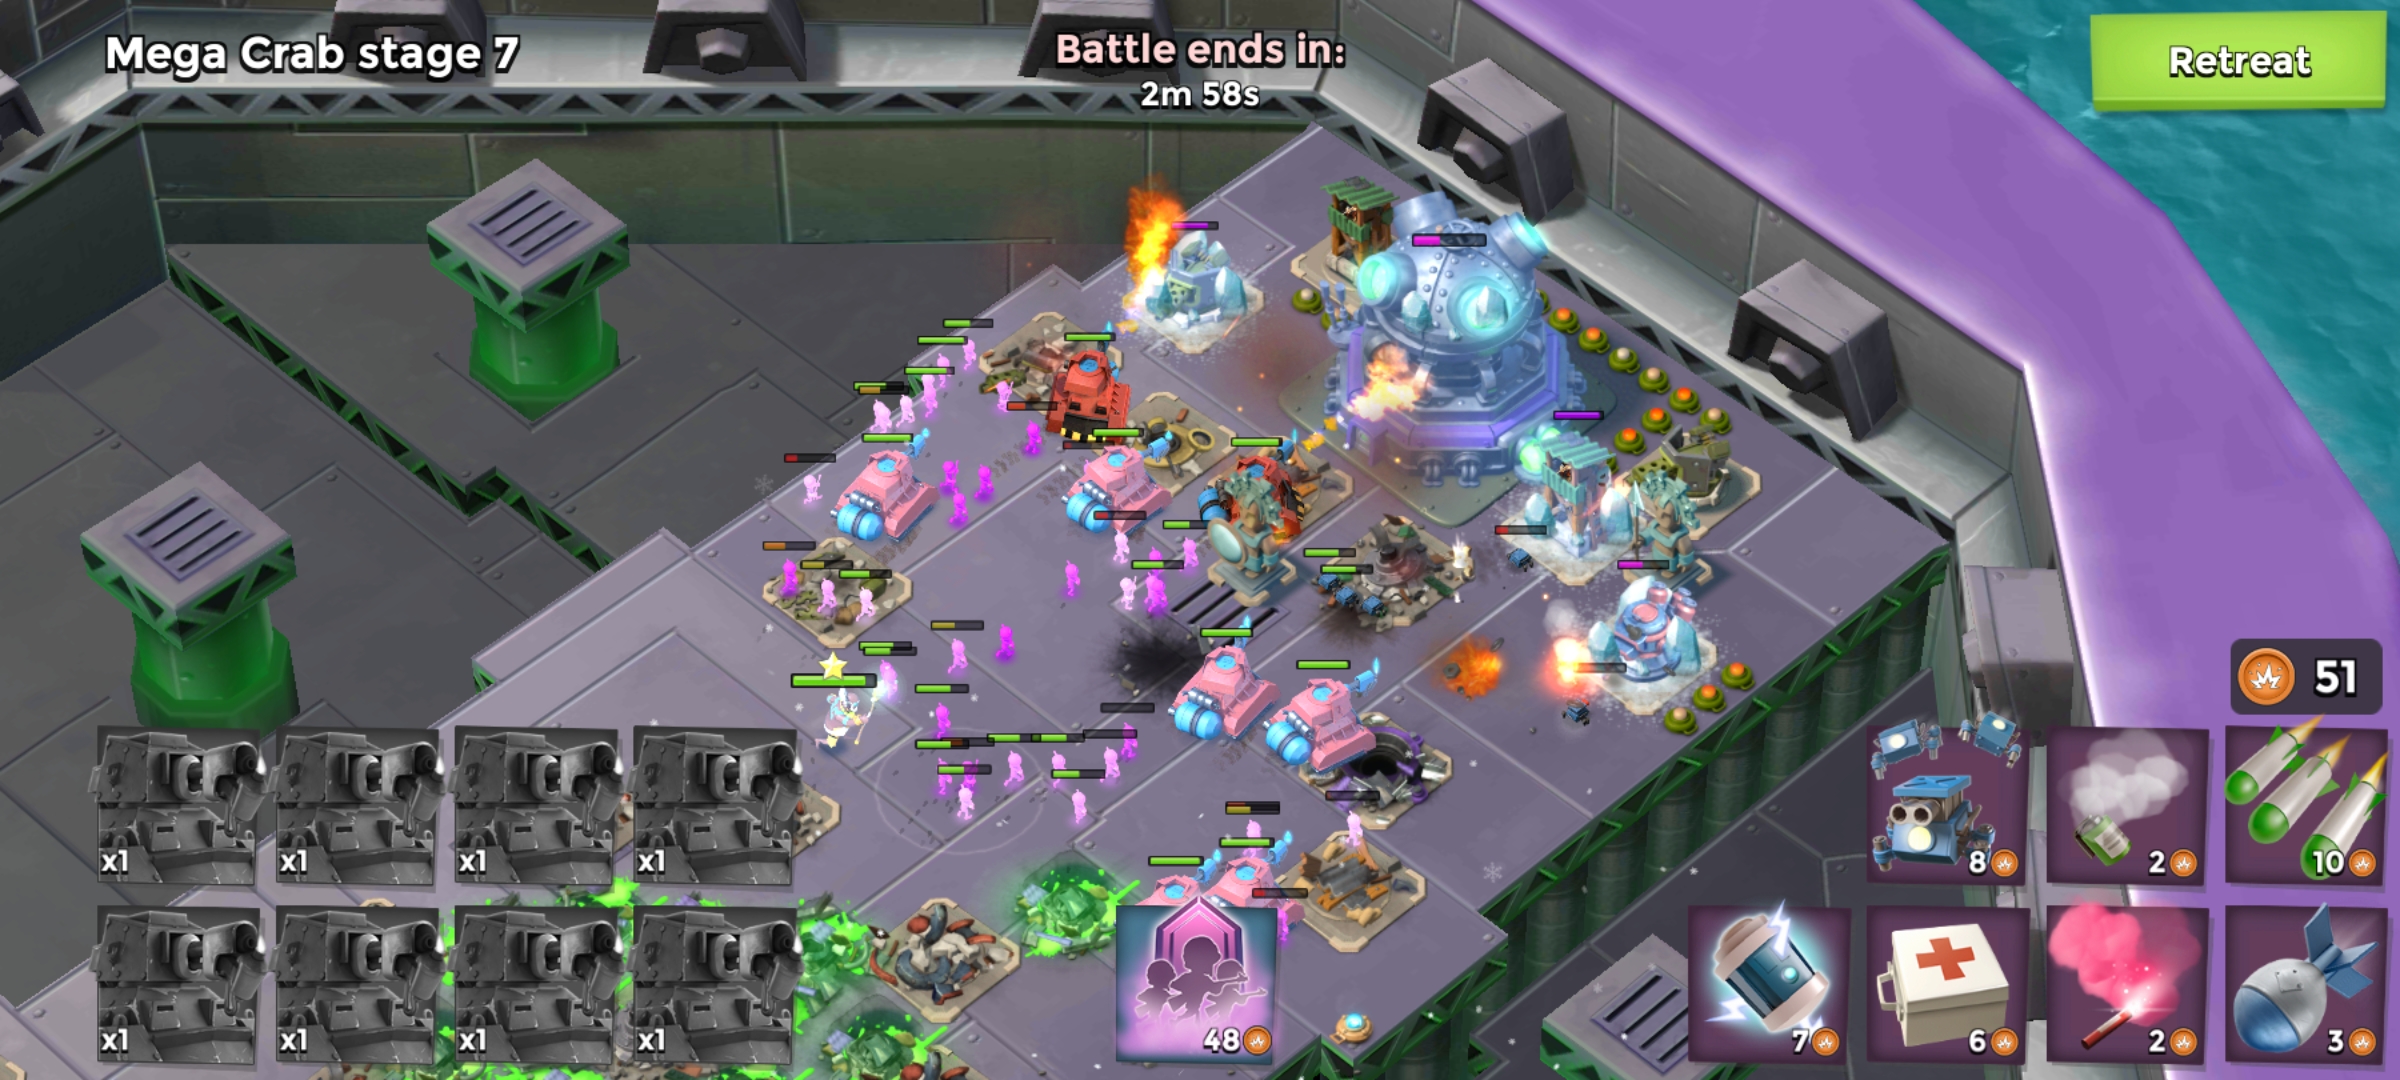 Mega Crab stage 7
Battle ends in:
2m 58s
Retreat
51
x1
x1
x1
x1
8
2
10
x1
x1
x1
x1
48
7
6
2
3